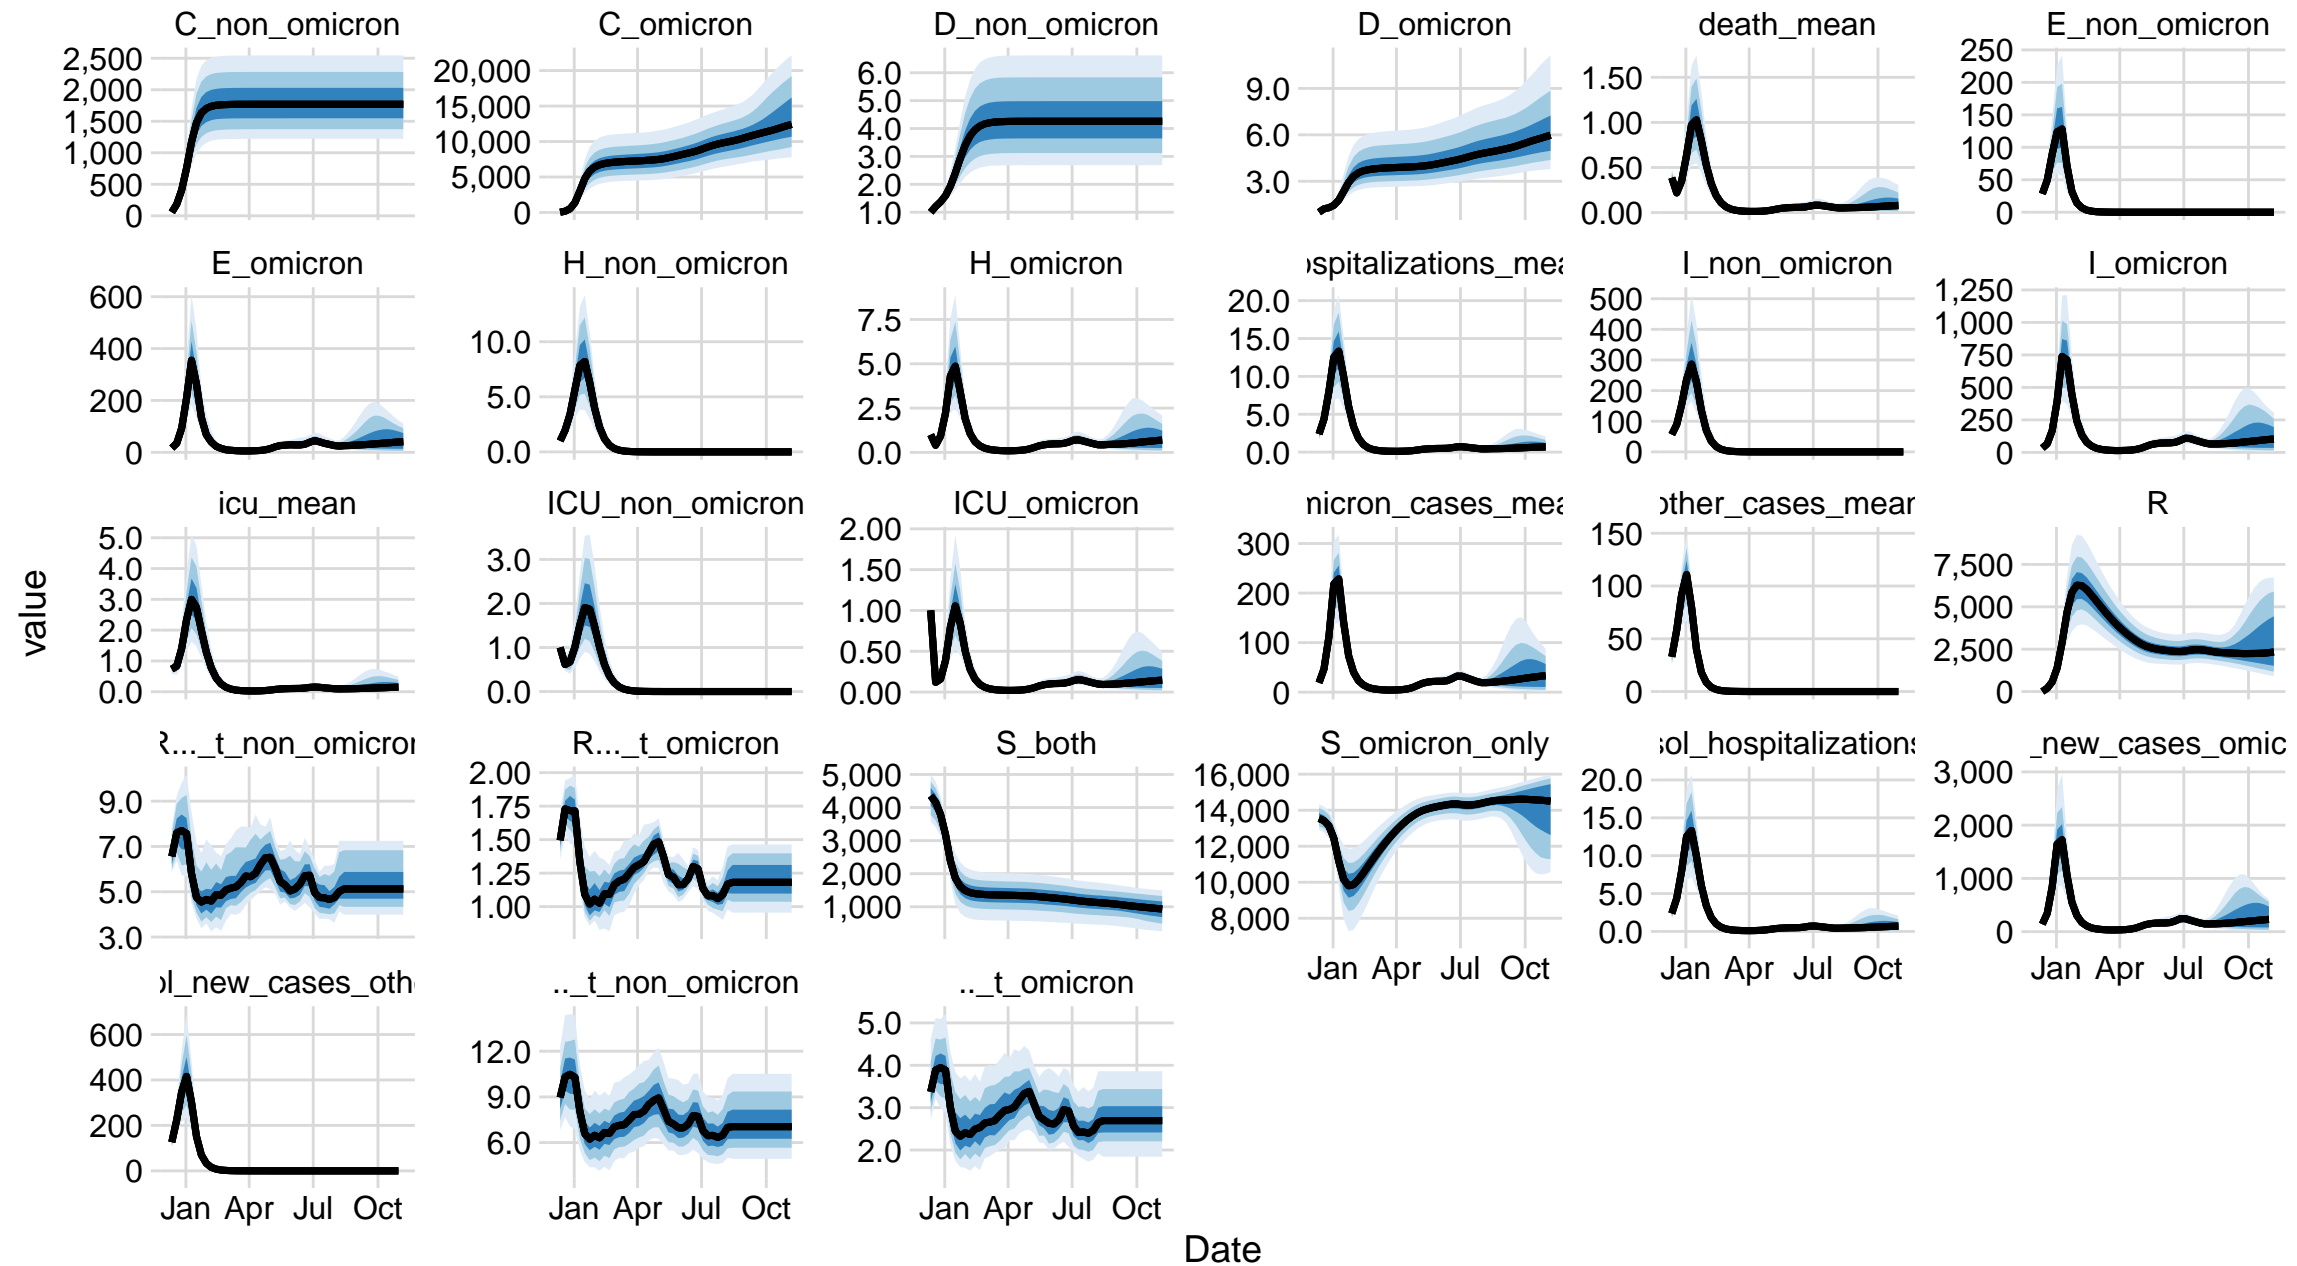 C_non_omicron C_omicron D_non_omicron D_omicron death_mean E_non_omicron
2,500 2,000 1,500 1,000 500 0
20,000 15,000 10,000 5,000 0
6.0 5.0 4.0 3.0 2.0 1.0
9.0 6.0 3.0
1.50 1.00 0.50 0.00
250 200 150 100 50 0
E_omicron H_non_omicron H_omicron ospitalizations_mea I_non_omicron I_omicron
600 400 200 0
10.0 5.0 0.0
7.5 5.0 2.5 0.0
20.0 15.0 10.0 5.0 0.0
500 400 300 200 100 0
1,250 1,000 750 500 250 0
icu_mean ICU_non_omicron ICU_omicron micron_cases_mea other_cases_mean R
5.0 4.0 3.0 2.0 1.0 0.0
3.0 2.0 1.0 0.0
2.00 1.50 1.00 0.50 0.00
300 200 100 0
150 100 50 0
7,500 5,000 2,500 0
value
R..._t_non_omicron R..._t_omicron S_both S_omicron_only sol_hospitalizations _new_cases_omic
9.0 7.0 5.0 3.0
2.00 1.75 1.50 1.25 1.00
5,000 4,000 3,000 2,000 1,000
16,000 14,000 12,000 10,000 8,000
20.0 15.0 10.0 5.0 0.0
3,000 2,000 1,000 0
Jan Apr Jul Oct Jan Apr Jul Oct Jan Apr Jul Oct
ol_new_cases_oth .._t_non_omicron .._t_omicron
600 400 200 0
12.0 9.0 6.0
5.0 4.0 3.0 2.0
Jan Apr Jul Oct Jan Apr Jul Oct Jan Apr Jul Oct
Date